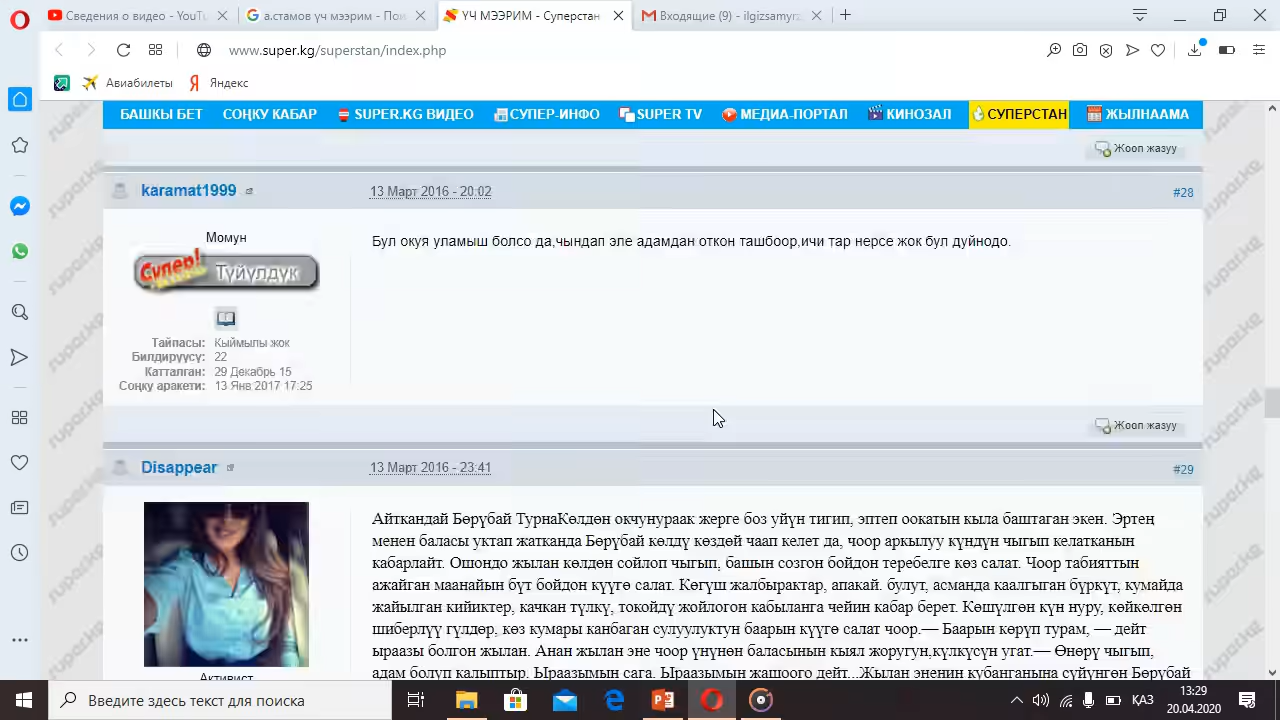 Сведения о видео - YouTu
а.стамов үч мээрим - Пои
ҮЧ МЭЭРИМ - Суперстан
Входящие (9) - ilgizsamyrz
www.super.kg/superstan/index.php
Авиабилеты
Яндекс
БАШКЫ БЕТ СОҢКУ КАБАР SUPER.KG ВИДЕО СУПЕР-ИНФО SUPER TV МЕДИА-ПОРТАЛ КИНОЗАЛ СУПЕРСТАН ЖЫЛНААМА
Жооп жазуу
karamat1999 13 Март 2016 - 20:02 #28
Момун
Супер! Түйүлдүк
Тайпасы: Кыймылы жок
Билдирүүсү: 22
Катталган: 29 Декабрь 15
Соңку аракети: 13 Янв 2017 17:25
Бул окуя уламыш болсо да,чындап эле адамдан откон ташбоор,ичи тар нерсе жок бул дуйнодо.
Жооп жазуу
Disappear 13 Март 2016 - 23:41 #29
Активист
Айткандай Бөрүбай ТурнаКөлдөн окчунураак жерге боз уйүн тигип, эптеп оокатын кыла баштаган экен. Эртең
менен баласы уктап жатканда Бөрүбай көлдү көздөй чаап келет да, чоор аркылуу күндүн чыгып келатканын
кабарлайт. Ошондо жылан көлдөн сойлоп чыгып, башын созгон бойдон теребелге көз салат. Чоор табияттын
ажайган маанайын бүт бойдон күүгө салат. Көгүш жалбырактар, апакай. булут, асманда каалгыган бүркүт, кумайда
жайылган кийиктер, качкан түлкү, токойдү жойлогон кабыланга чейин кабар берет. Көшүлгөн күн нуру, көйкөлгөн
шиберлүү гүлдөр, көз кумары канбаган сулуулуктун баарын күүгө салат чоор.— Баарын көрүп турам, — дейт
ыраазы болгон жылан. Анан жылан эне чоор үнүнөн баласынын кыял жоругун,күлкүсүн угат.— Өнөрү чыгып,
адам болуп калыптыр. Ыраазымын сага. Ыраазымын жашоого дейт...Жылан эненин кубанганына сүйүнгөн Бөрүбай
Введите здесь текст для поиска
ҚАЗ
13:29
20.04.2020